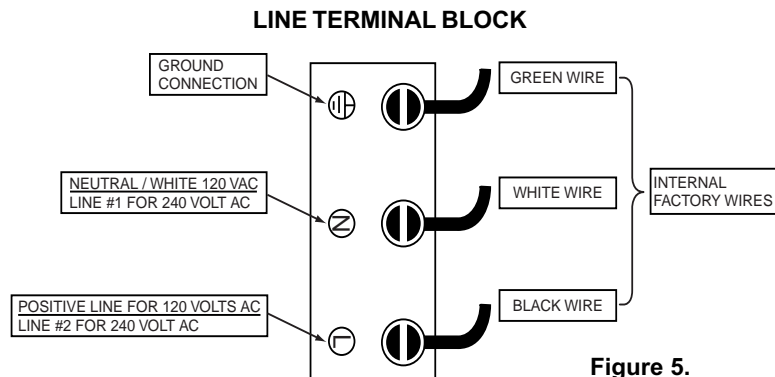 LINE TERMINAL BLOCK
GROUND
CONNECTION
GREEN WIRE
NEUTRAL / WHITE 120 VAC
LINE #1 FOR 240 VOLT AC
N
WHITE WIRE
INTERNAL
FACTORY WIRES
POSITIVE LINE FOR 120 VOLTS AC
LINE #2 FOR 240 VOLT AC
L
BLACK WIRE
Figure 5.